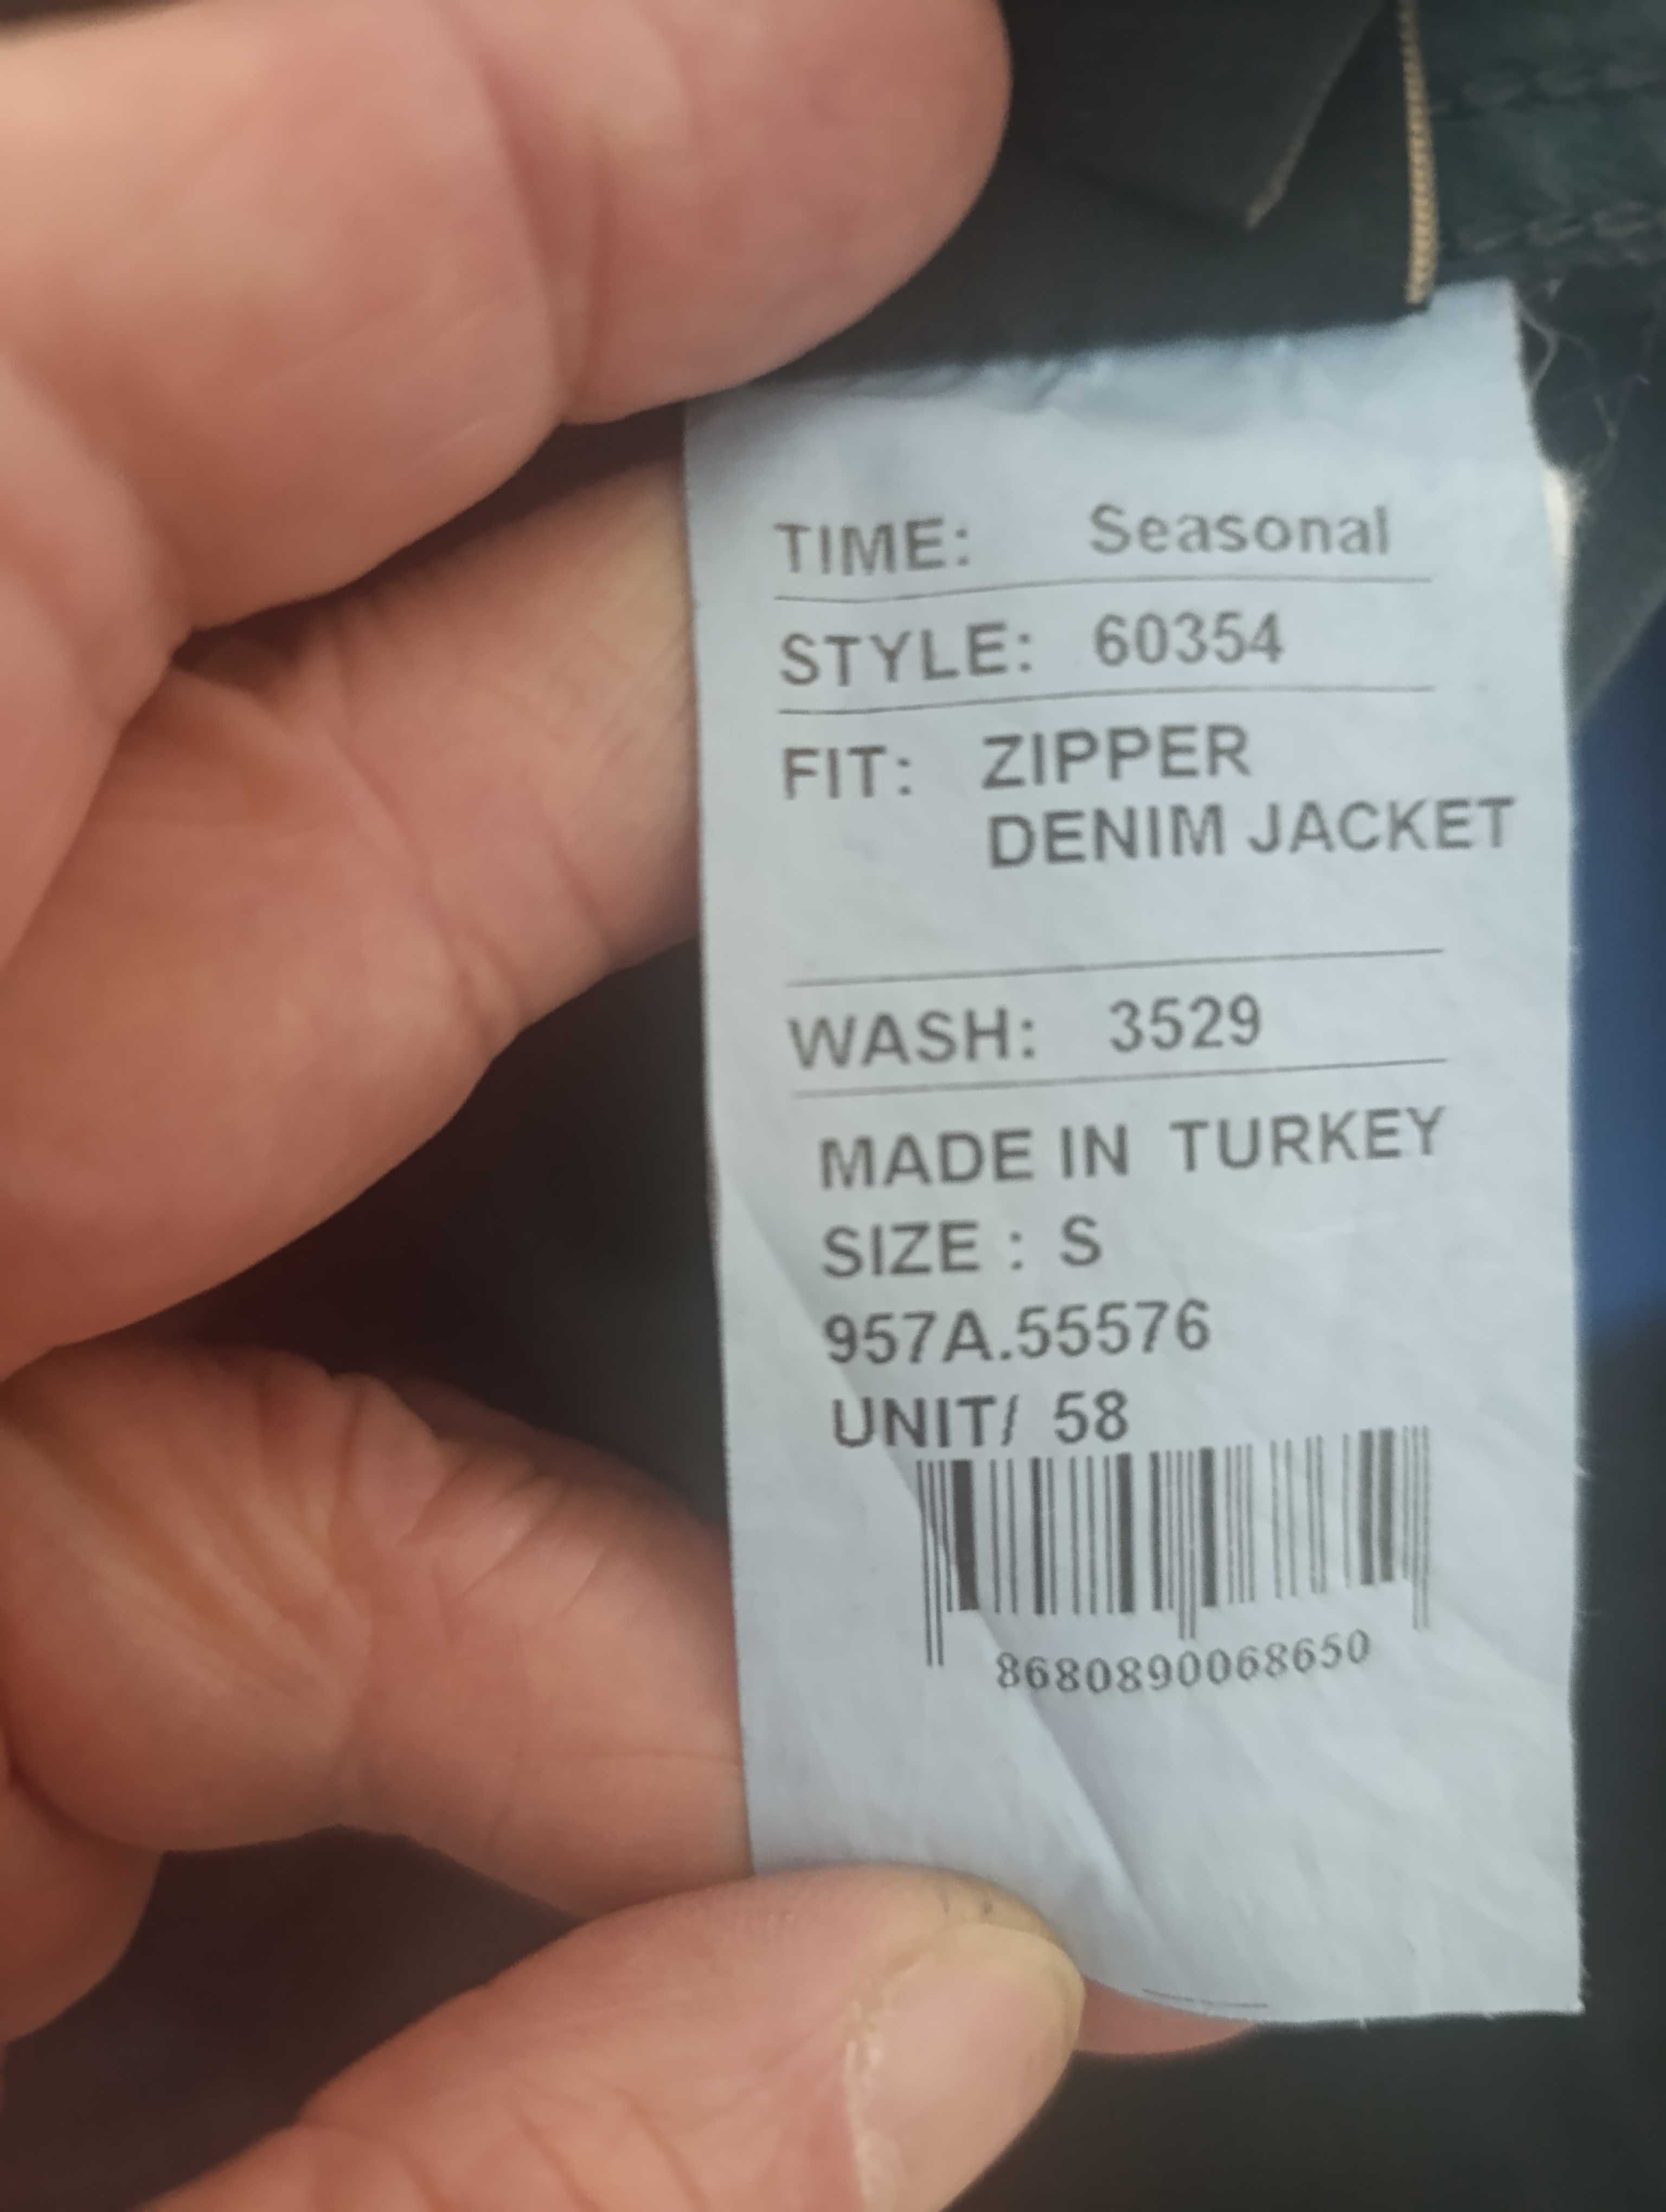 TIME: Seasonal
STYLE: 60354
FIT: ZIPPER
DENIM JACKET
WASH: 3529
MADE IN TURKEY
SIZE : S
957A.55576
UNIT/ 58
8680890068650